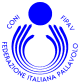 CONI
FIPAV
FEDERAZIONE ITALIANA PALLAVOLO